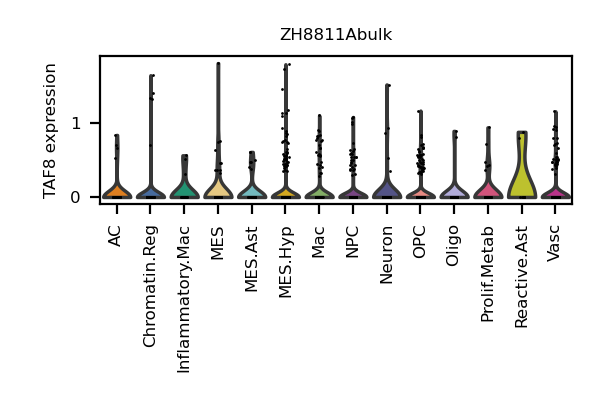 ZH8811Abulk
TAF8 expression
1
0
AC
Chromatin.Reg
Inflammatory.Mac
MES
MES.Ast
MES.Hyp
Mac
NPC
Neuron
OPC
Oligo
Prolif.Metab
Reactive.Ast
Vasc